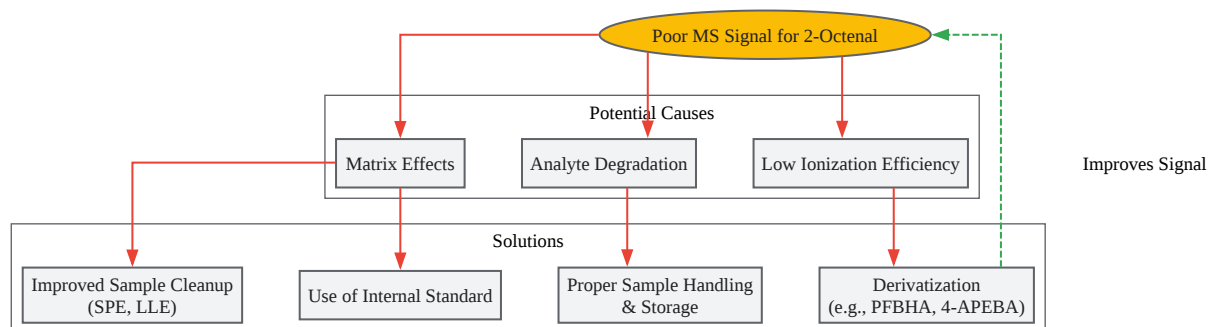 Poor MS Signal for 2-Octenal
Potential Causes
Matrix Effects
Analyte Degradation
Low Ionization Efficiency
Improves Signal
Solutions
Improved Sample Cleanup
(SPE, LLE)
Use of Internal Standard
Proper Sample Handling
& Storage
Derivatization
(e.g., PFBHA, 4-APEBA)